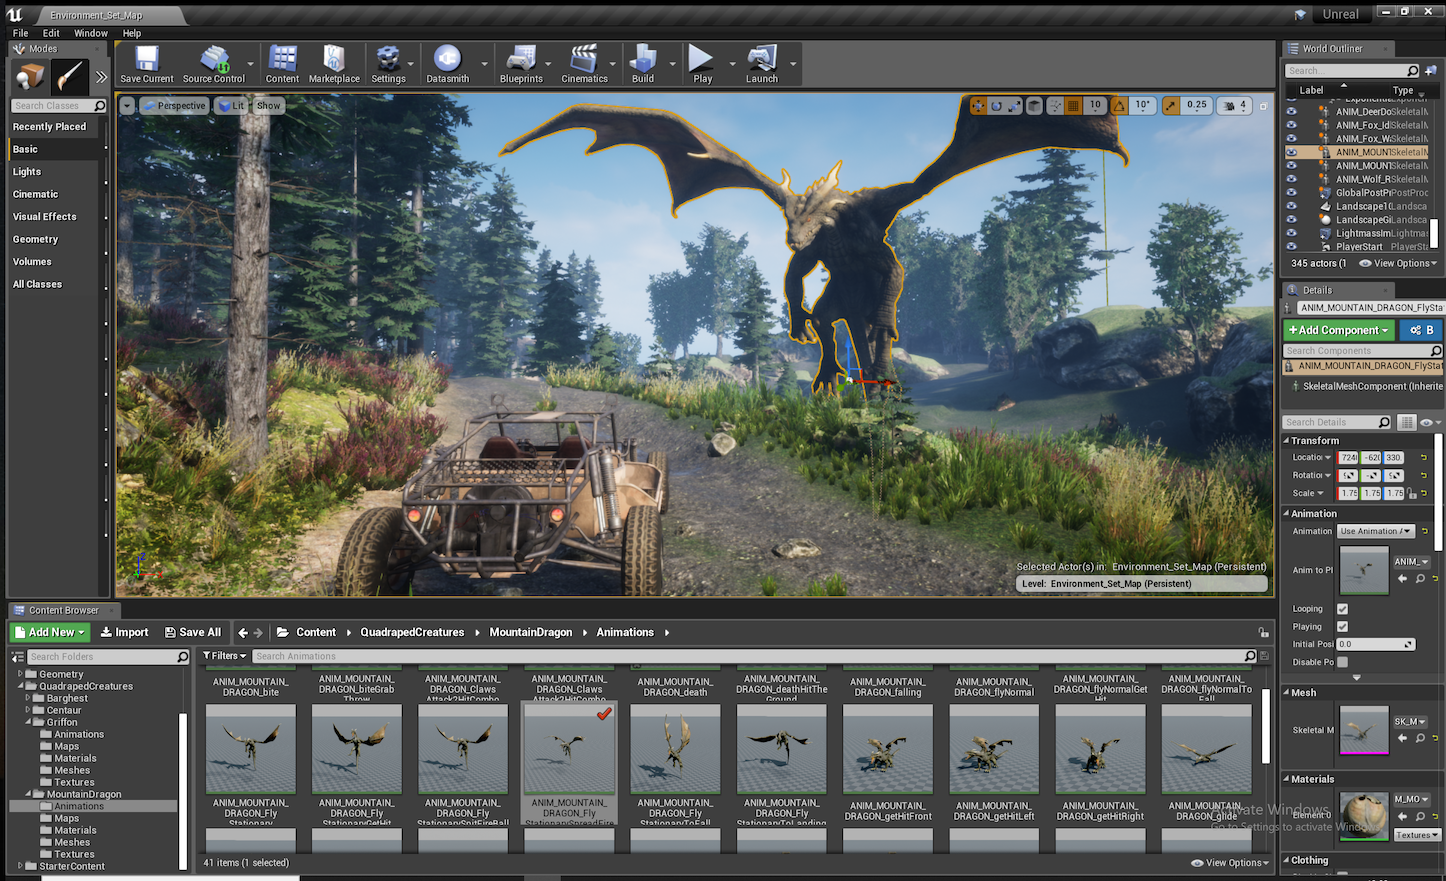 Environment_Set_Map
Unreal
File Edit Window Help
Modes
Search Classes
Recently Placed
Basic
Lights
Cinematic
Visual Effects
Geometry
Volumes
All Classes
Save Current
Source Control
Content
Marketplace
Settings
Datasmith
Blueprints
Cinematics
Build
Play
Launch
Perspective Lit Show
10 10° 0.25 4
Selected Actor(s) in: Environment_Set_Map (Persistent)
Level: Environment_Set_Map (Persistent)
World Outliner
Search...
Label Type
ANIM_DeerDo Skeletal
ANIM_Fox_Id Skeletal
ANIM_Fox_W Skeletal
ANIM_MOUNT Skeletal
ANIM_MOUNT Skeletal
ANIM_Wolf_R Skeletal
GlobalPostPr PostProc
Landscape1 Landsca
LandscapeGi Landsca
LightmassIm Lightmas
PlayerStart PlayerSta
345 actors (1 View Options
Details
ANIM_MOUNTAIN_DRAGON_FlySta
+Add Component B
Search Components
ANIM_MOUNTAIN_DRAGON_FlyStat
SkeletalMeshComponent (Inherite
Search Details
Transform
Locatio 724 -620 330
Rotatio
Scale 1.75 1.75 1.75
Animation
Animation Use Animation A
Anim to Pl ANIM_
Looping
Playing
Initial Posi 0.0
Disable Po
Mesh
Skeletal M SK_M
Materials
Element 0 M_MO
Textures
Clothing
Activate Windows
Go to Settings to activate Windows.
Content Browser
Add New Import Save All Content QuadrapedCreatures MountainDragon Animations
Search Folders
Geometry
QuadrapedCreatures
Barghest
Centaur
Griffon
Animations
Maps
Materials
Meshes
Textures
MountainDragon
Animations
Maps
Materials
Meshes
Textures
StarterContent
Filters Search Animations
ANIM_MOUNTAIN_DRAGON_bite
ANIM_MOUNTAIN_DRAGON_biteGrabThrow
ANIM_MOUNTAIN_DRAGON_ClawsAttack2HitCombo
ANIM_MOUNTAIN_DRAGON_ClawsAttack2HitCombo
ANIM_MOUNTAIN_DRAGON_death
ANIM_MOUNTAIN_DRAGON_deathHitTheGround
ANIM_MOUNTAIN_DRAGON_falling
ANIM_MOUNTAIN_DRAGON_flyNormal
ANIM_MOUNTAIN_DRAGON_flyNormalGetHit
ANIM_MOUNTAIN_DRAGON_flyNormalToFall
ANIM_MOUNTAIN_DRAGON_FlyStationary
ANIM_MOUNTAIN_DRAGON_FlyStationaryGetHit
ANIM_MOUNTAIN_DRAGON_FlyStationarySpitFireBall
ANIM_MOUNTAIN_DRAGON_FlyStationarySpreadFire
ANIM_MOUNTAIN_DRAGON_FlyStationaryToFall
ANIM_MOUNTAIN_DRAGON_FlyStationaryToLanding
ANIM_MOUNTAIN_DRAGON_getHitFront
ANIM_MOUNTAIN_DRAGON_getHitLeft
ANIM_MOUNTAIN_DRAGON_getHitRight
ANIM_MOUNTAIN_DRAGON_glide
41 items (1 selected) View Options